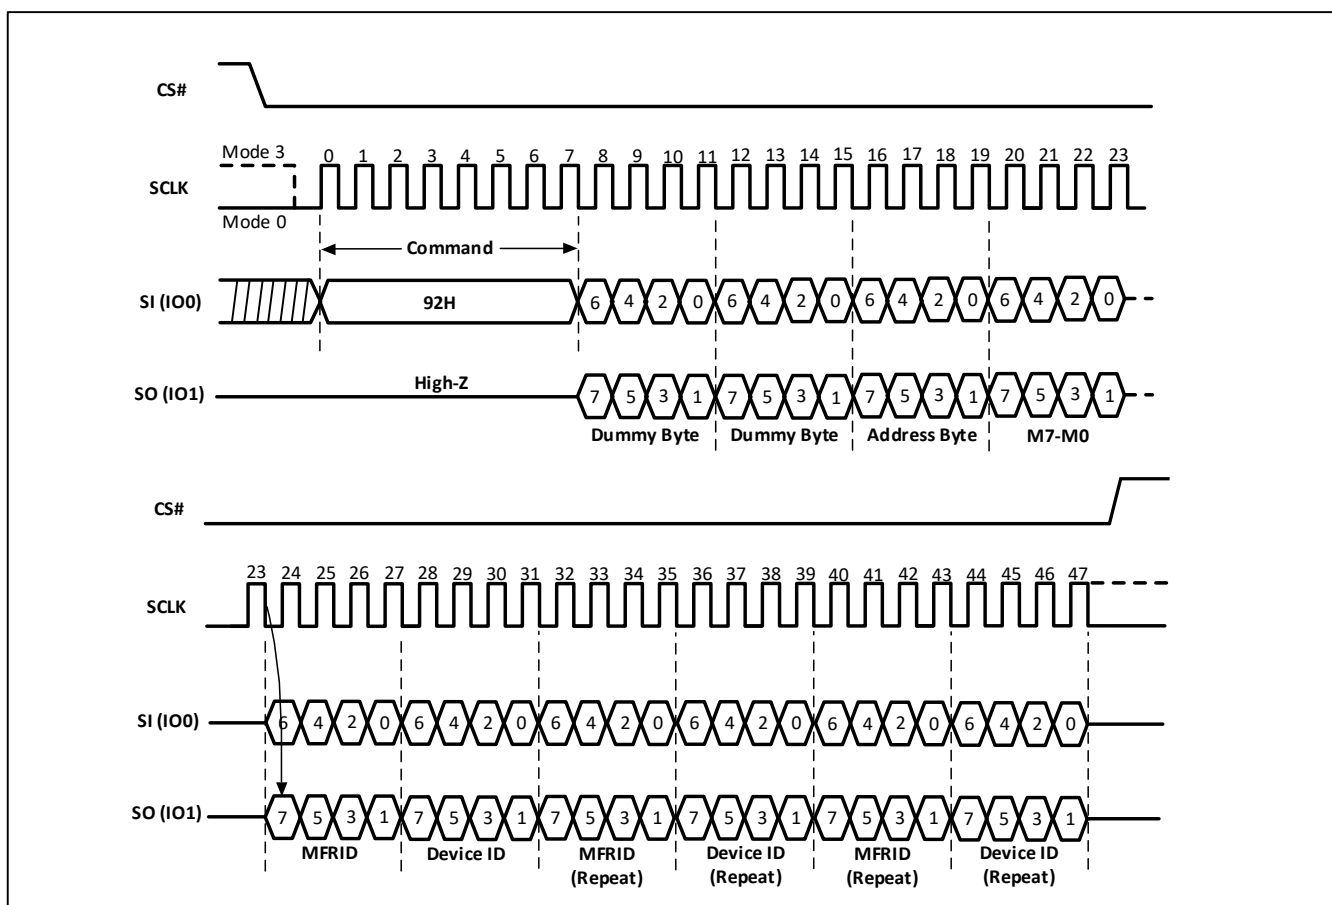 CS#
Mode 3
0 1 2 3 4 5 6 7 8 9 10 11 12 13 14 15 16 17 18 19 20 21 22 23
SCLK
Mode 0
Command
SI (IO0)
92H
6 4 2 0 6 4 2 0 6 4 2 0 6 4 2 0
High-Z
SO (IO1)
7 5 3 1 7 5 3 1 7 5 3 1 7 5 3 1
Dummy Byte Dummy Byte Address Byte M7-M0
CS#
23 24 25 26 27 28 29 30 31 32 33 34 35 36 37 38 39 40 41 42 43 44 45 46 47
SCLK
SI (IO0)
6 4 2 0 6 4 2 0 6 4 2 0 6 4 2 0 6 4 2 0 6 4 2 0
SO (IO1)
7 5 3 1 7 5 3 1 7 5 3 1 7 5 3 1 7 5 3 1 7 5 3 1
MFRID Device ID MFRID Device ID MFRID Device ID
(Repeat) (Repeat) (Repeat) (Repeat)